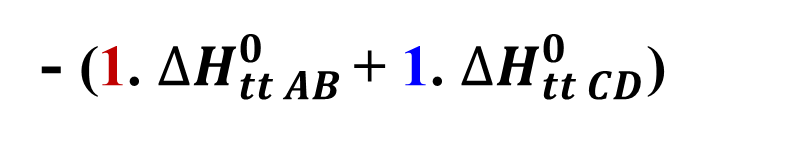 - (1. ΔH⁰tt AB + 1. ΔH⁰tt CD)